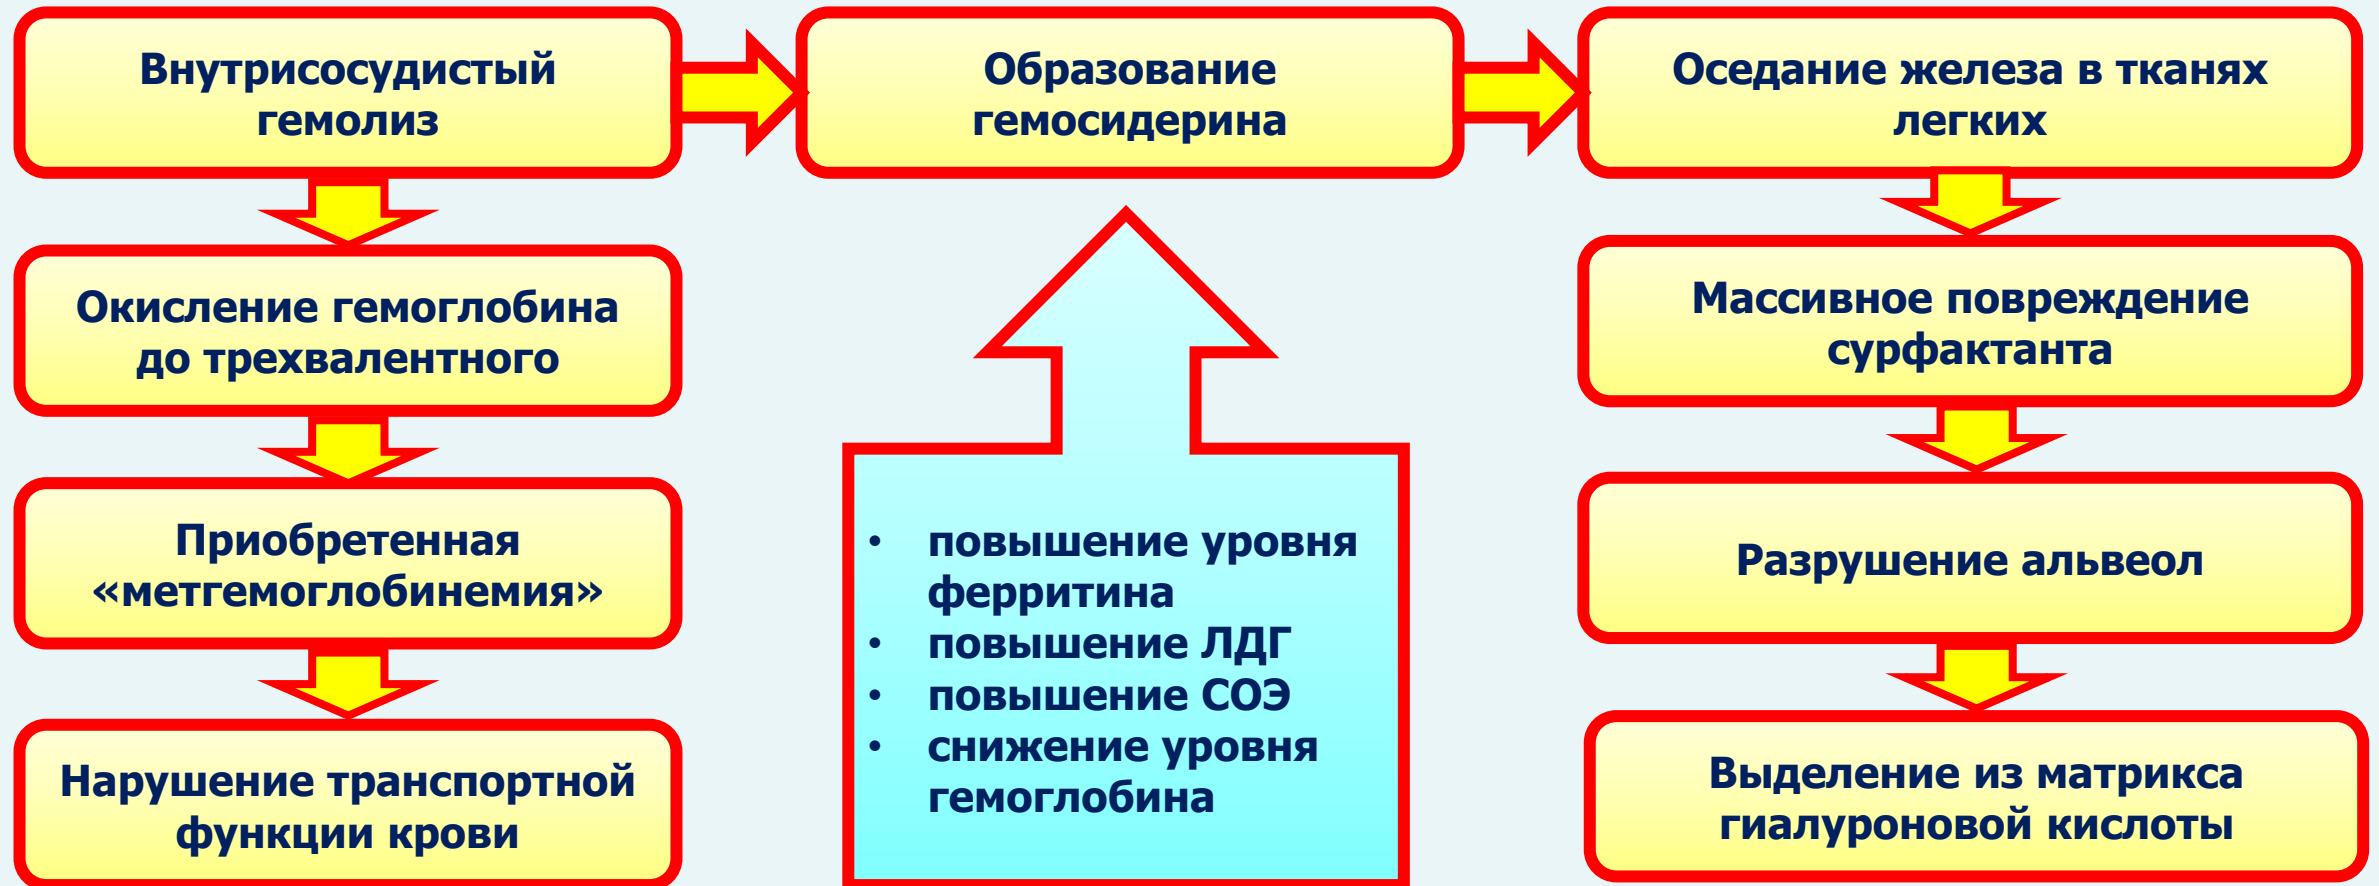 Внутрисосудистый
гемолиз
Образование
гемосидерина
Оседание железа в тканях
легких
Окисление гемоглобина
до трехвалентного
Массивное повреждение
сурфактанта
Приобретенная
«метгемоглобинемия»
• повышение уровня
ферритина
• повышение ЛДГ
• повышение СОЭ
• снижение уровня
гемоглобина
Разрушение альвеол
Нарушение транспортной
функции крови
Выделение из матрикса
гиалуроновой кислоты